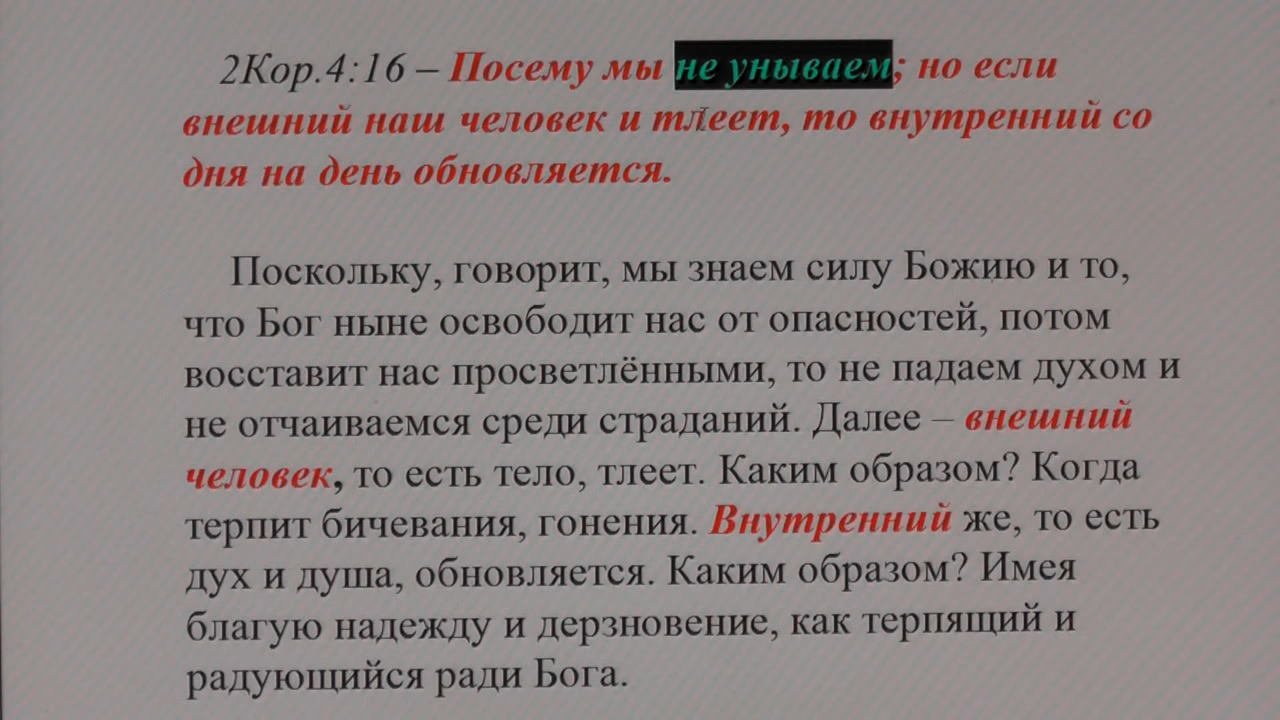 2Кор.4:16 – Посему мы не унываем; но если
внешний наш человек и тлеет, то внутренний со
дня на день обновляется.
Поскольку, говорит, мы знаем силу Божию и то,
что Бог ныне освободит нас от опасностей, потом
восставит нас просветлёнными, то не падаем духом и
не отчаиваемся среди страданий. Далее – внешний
человек, то есть тело, тлеет. Каким образом? Когда
терпит бичевания, гонения. Внутренний же, то есть
дух и душа, обновляется. Каким образом? Имея
благую надежду и дерзновение, как терпящий и
радующийся ради Бога.